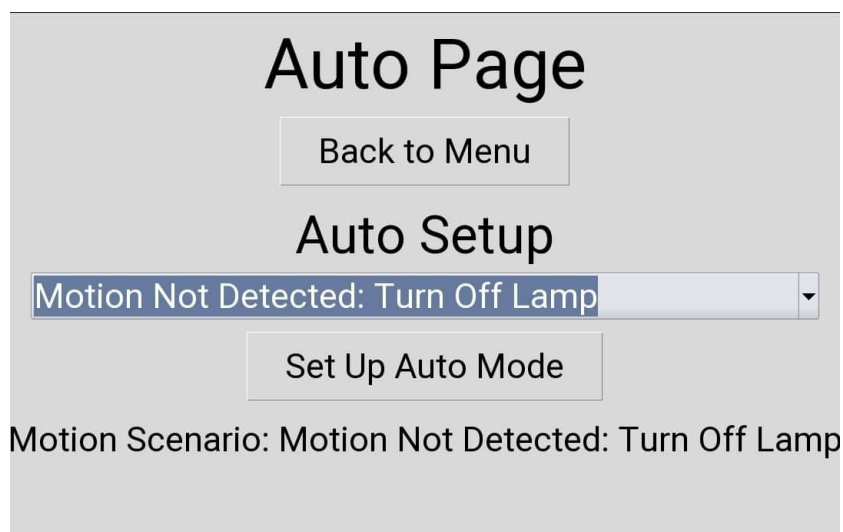 Auto Page
Back to Menu
Auto Setup
Motion Not Detected: Turn Off Lamp
Set Up Auto Mode
Motion Scenario: Motion Not Detected: Turn Off Lamp